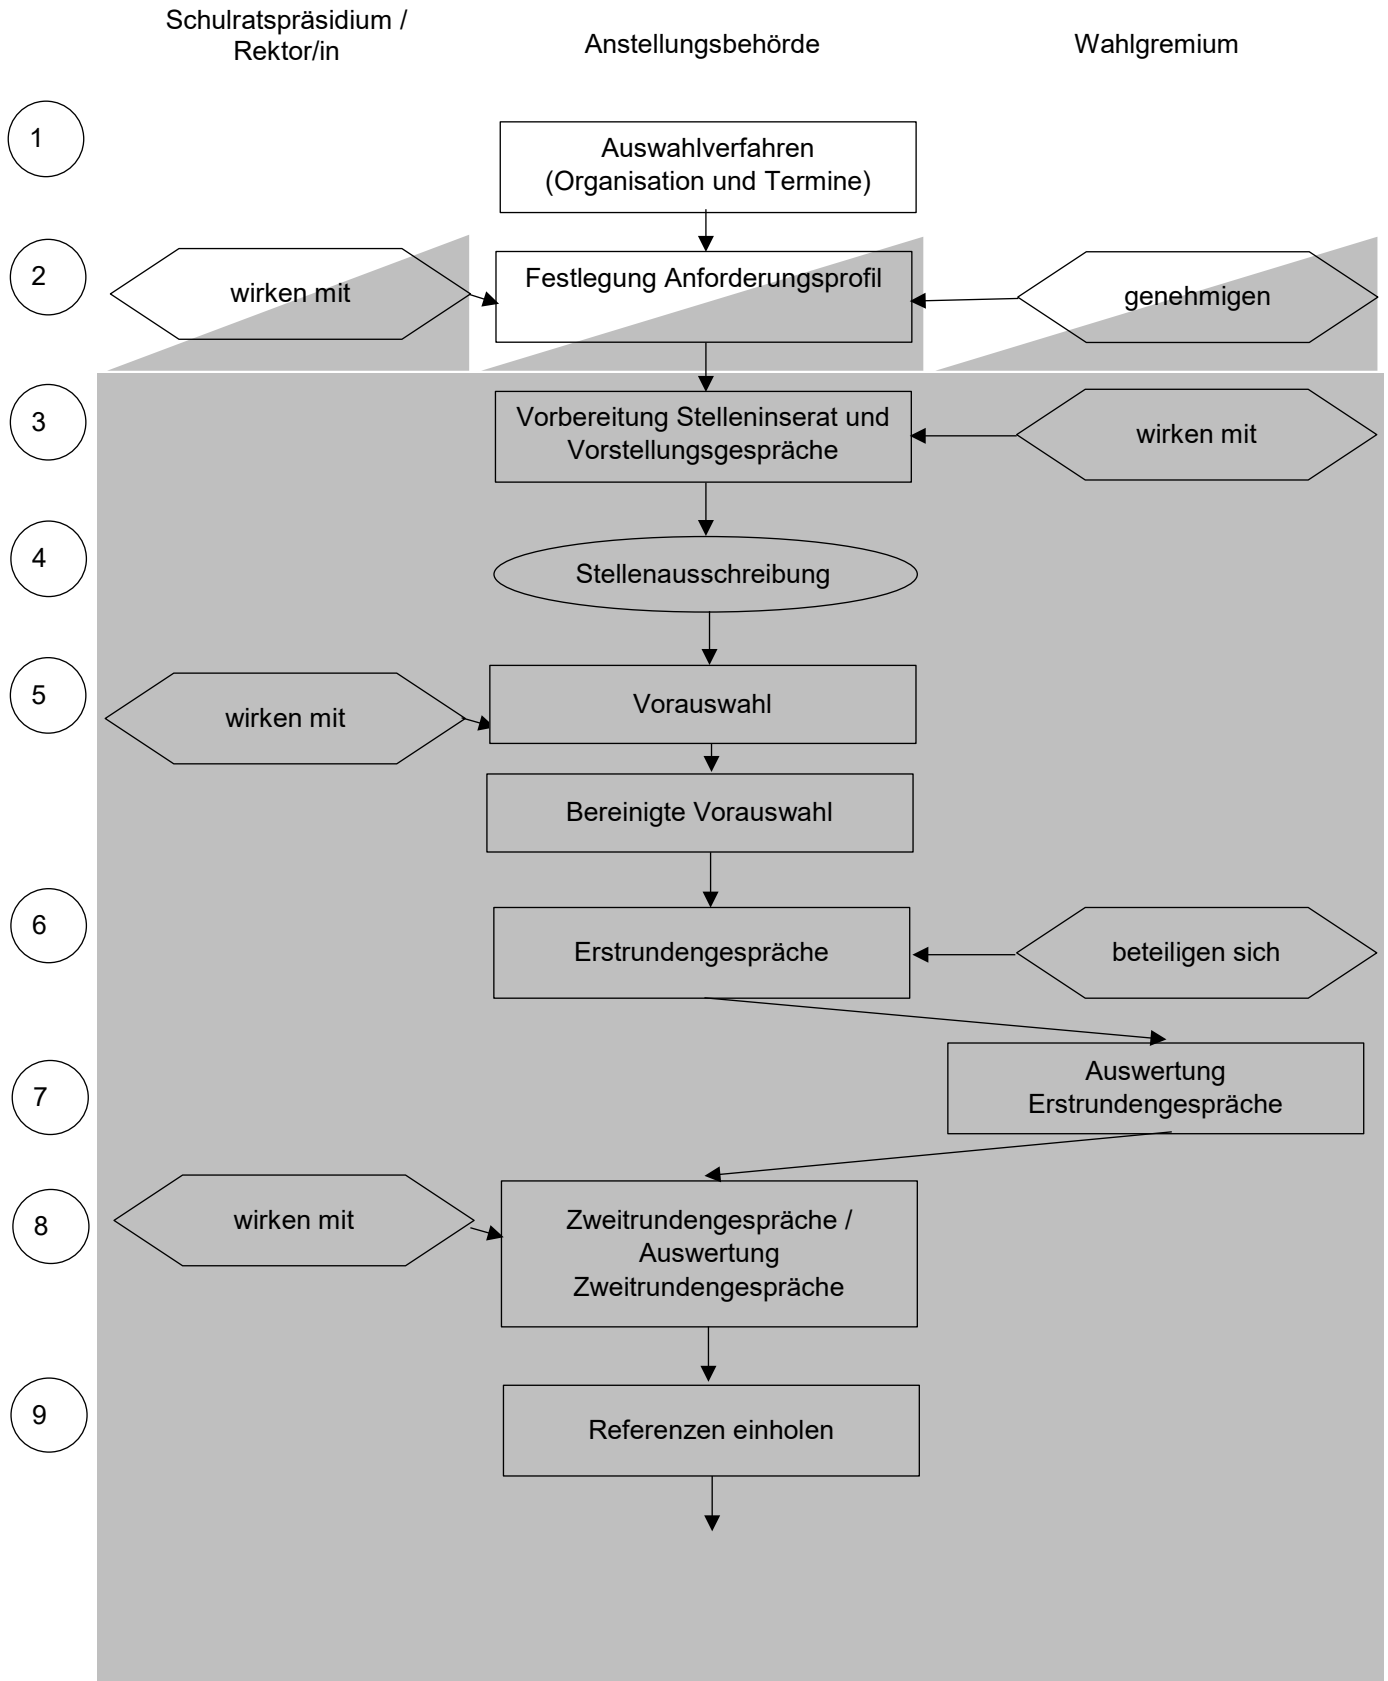 Schulratspräsidium /
Rektor/in
Anstellungsbehörde
Wahlgremium
1
Auswahlverfahren
(Organisation und Termine)
2
wirken mit
Festlegung Anforderungsprofil
genehmigen
3
Vorbereitung Stelleninserat und
Vorstellungsgespräche
wirken mit
4
Stellenausschreibung
5
wirken mit
Vorauswahl
Bereinigte Vorauswahl
6
Erstrundengespräche
beteiligen sich
7
Auswertung
Erstrundengespräche
8
wirken mit
Zweitrundengespräche /
Auswertung
Zweitrundengespräche
9
Referenzen einholen